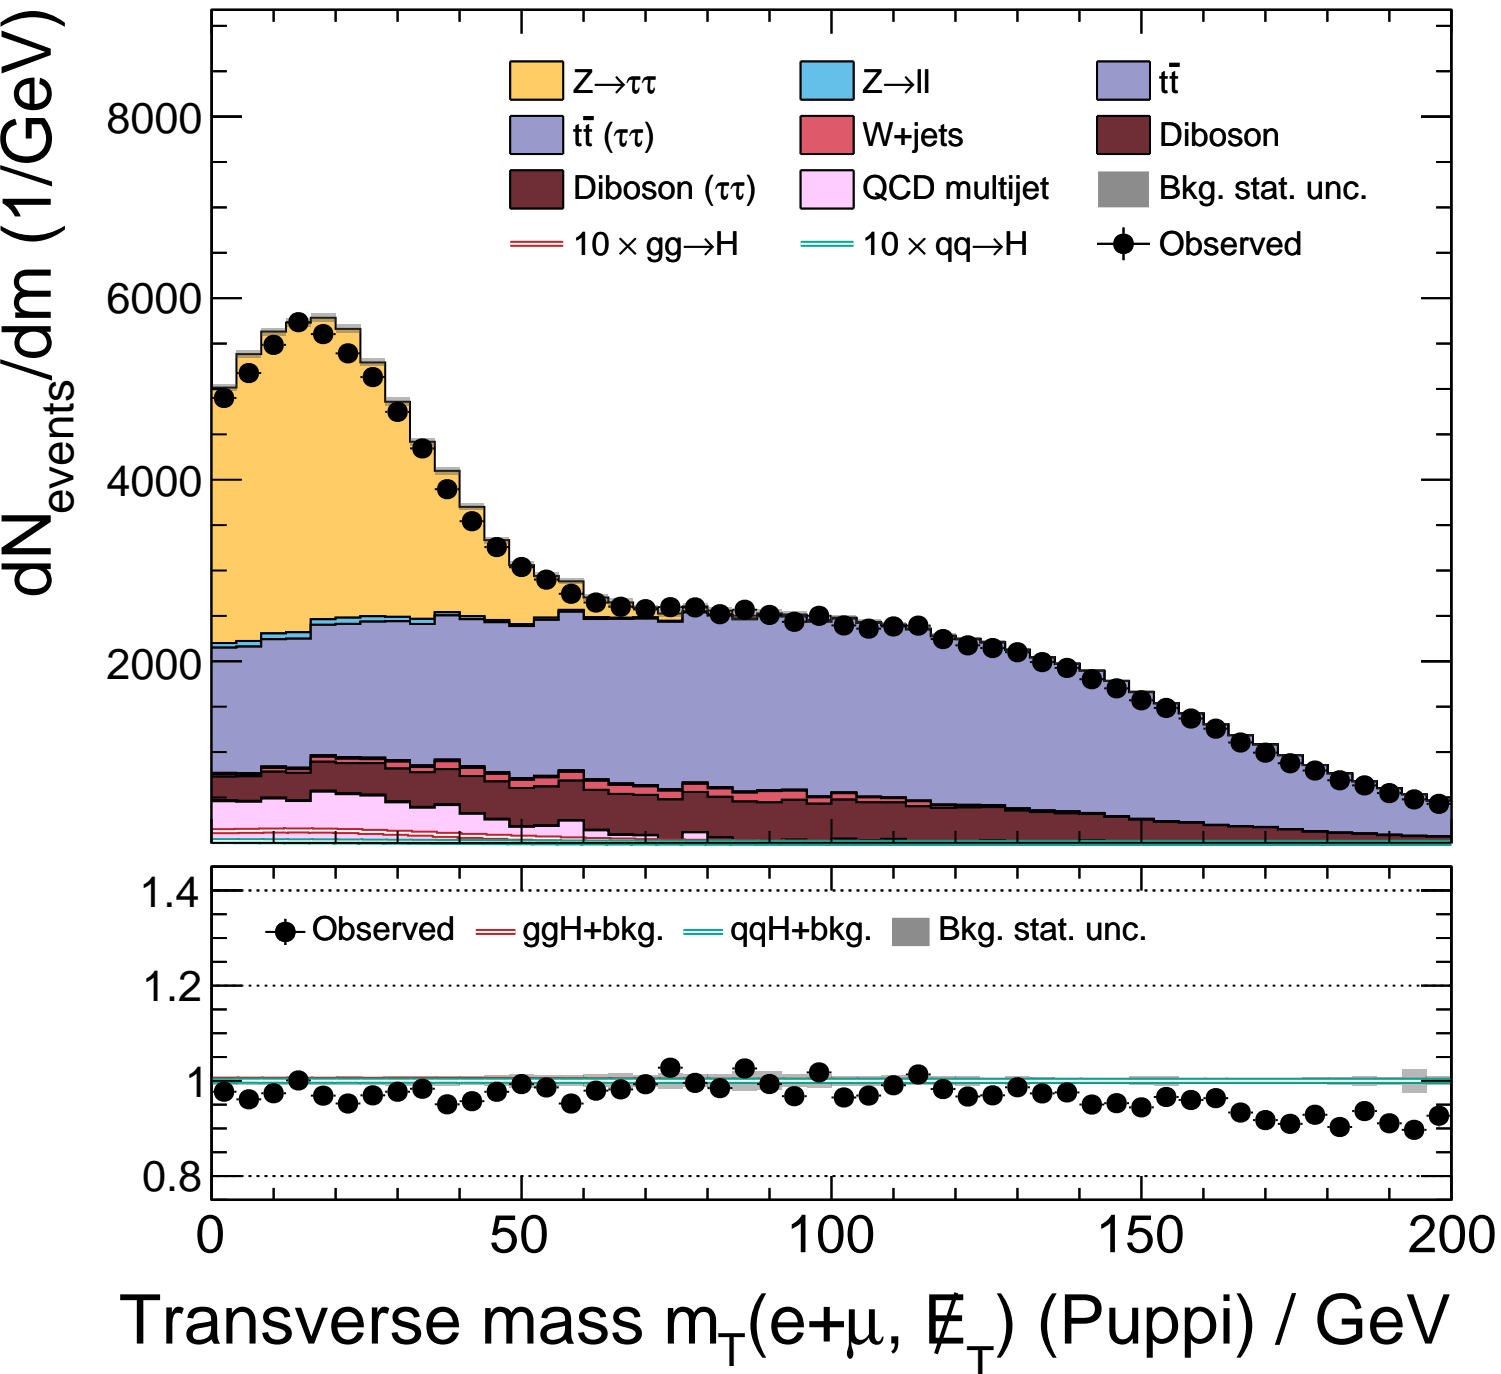 dN_events/dm (1/GeV)
8000
6000
4000
2000
Z→ττ Z→ll tt̄
tt̄ (ττ) W+jets Diboson
Diboson (ττ) QCD multijet Bkg. stat. unc.
10 × gg→H 10 × qq→H Observed
1.4
1.2
1
0.8
Observed ggH+bkg. qqH+bkg. Bkg. stat. unc.
0 50 100 150 200
Transverse mass m_T(e+μ, E̸_T) (Puppi) / GeV